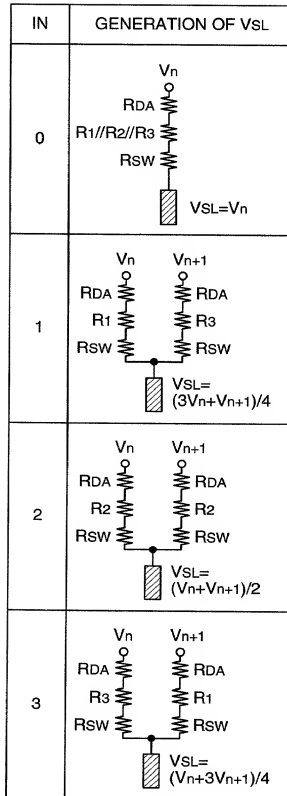 IN GENERATION OF VSL
0
Vn
RDA
R1//R2//R3
RSW
VSL=Vn
1
Vn Vn+1
RDA RDA
R1 R3
RSW RSW
VSL=
(3Vn+Vn+1)/4
2
Vn Vn+1
RDA RDA
R2 R2
RSW RSW
VSL=
(Vn+Vn+1)/2
3
Vn Vn+1
RDA RDA
R3 R1
RSW RSW
VSL=
(Vn+3Vn+1)/4